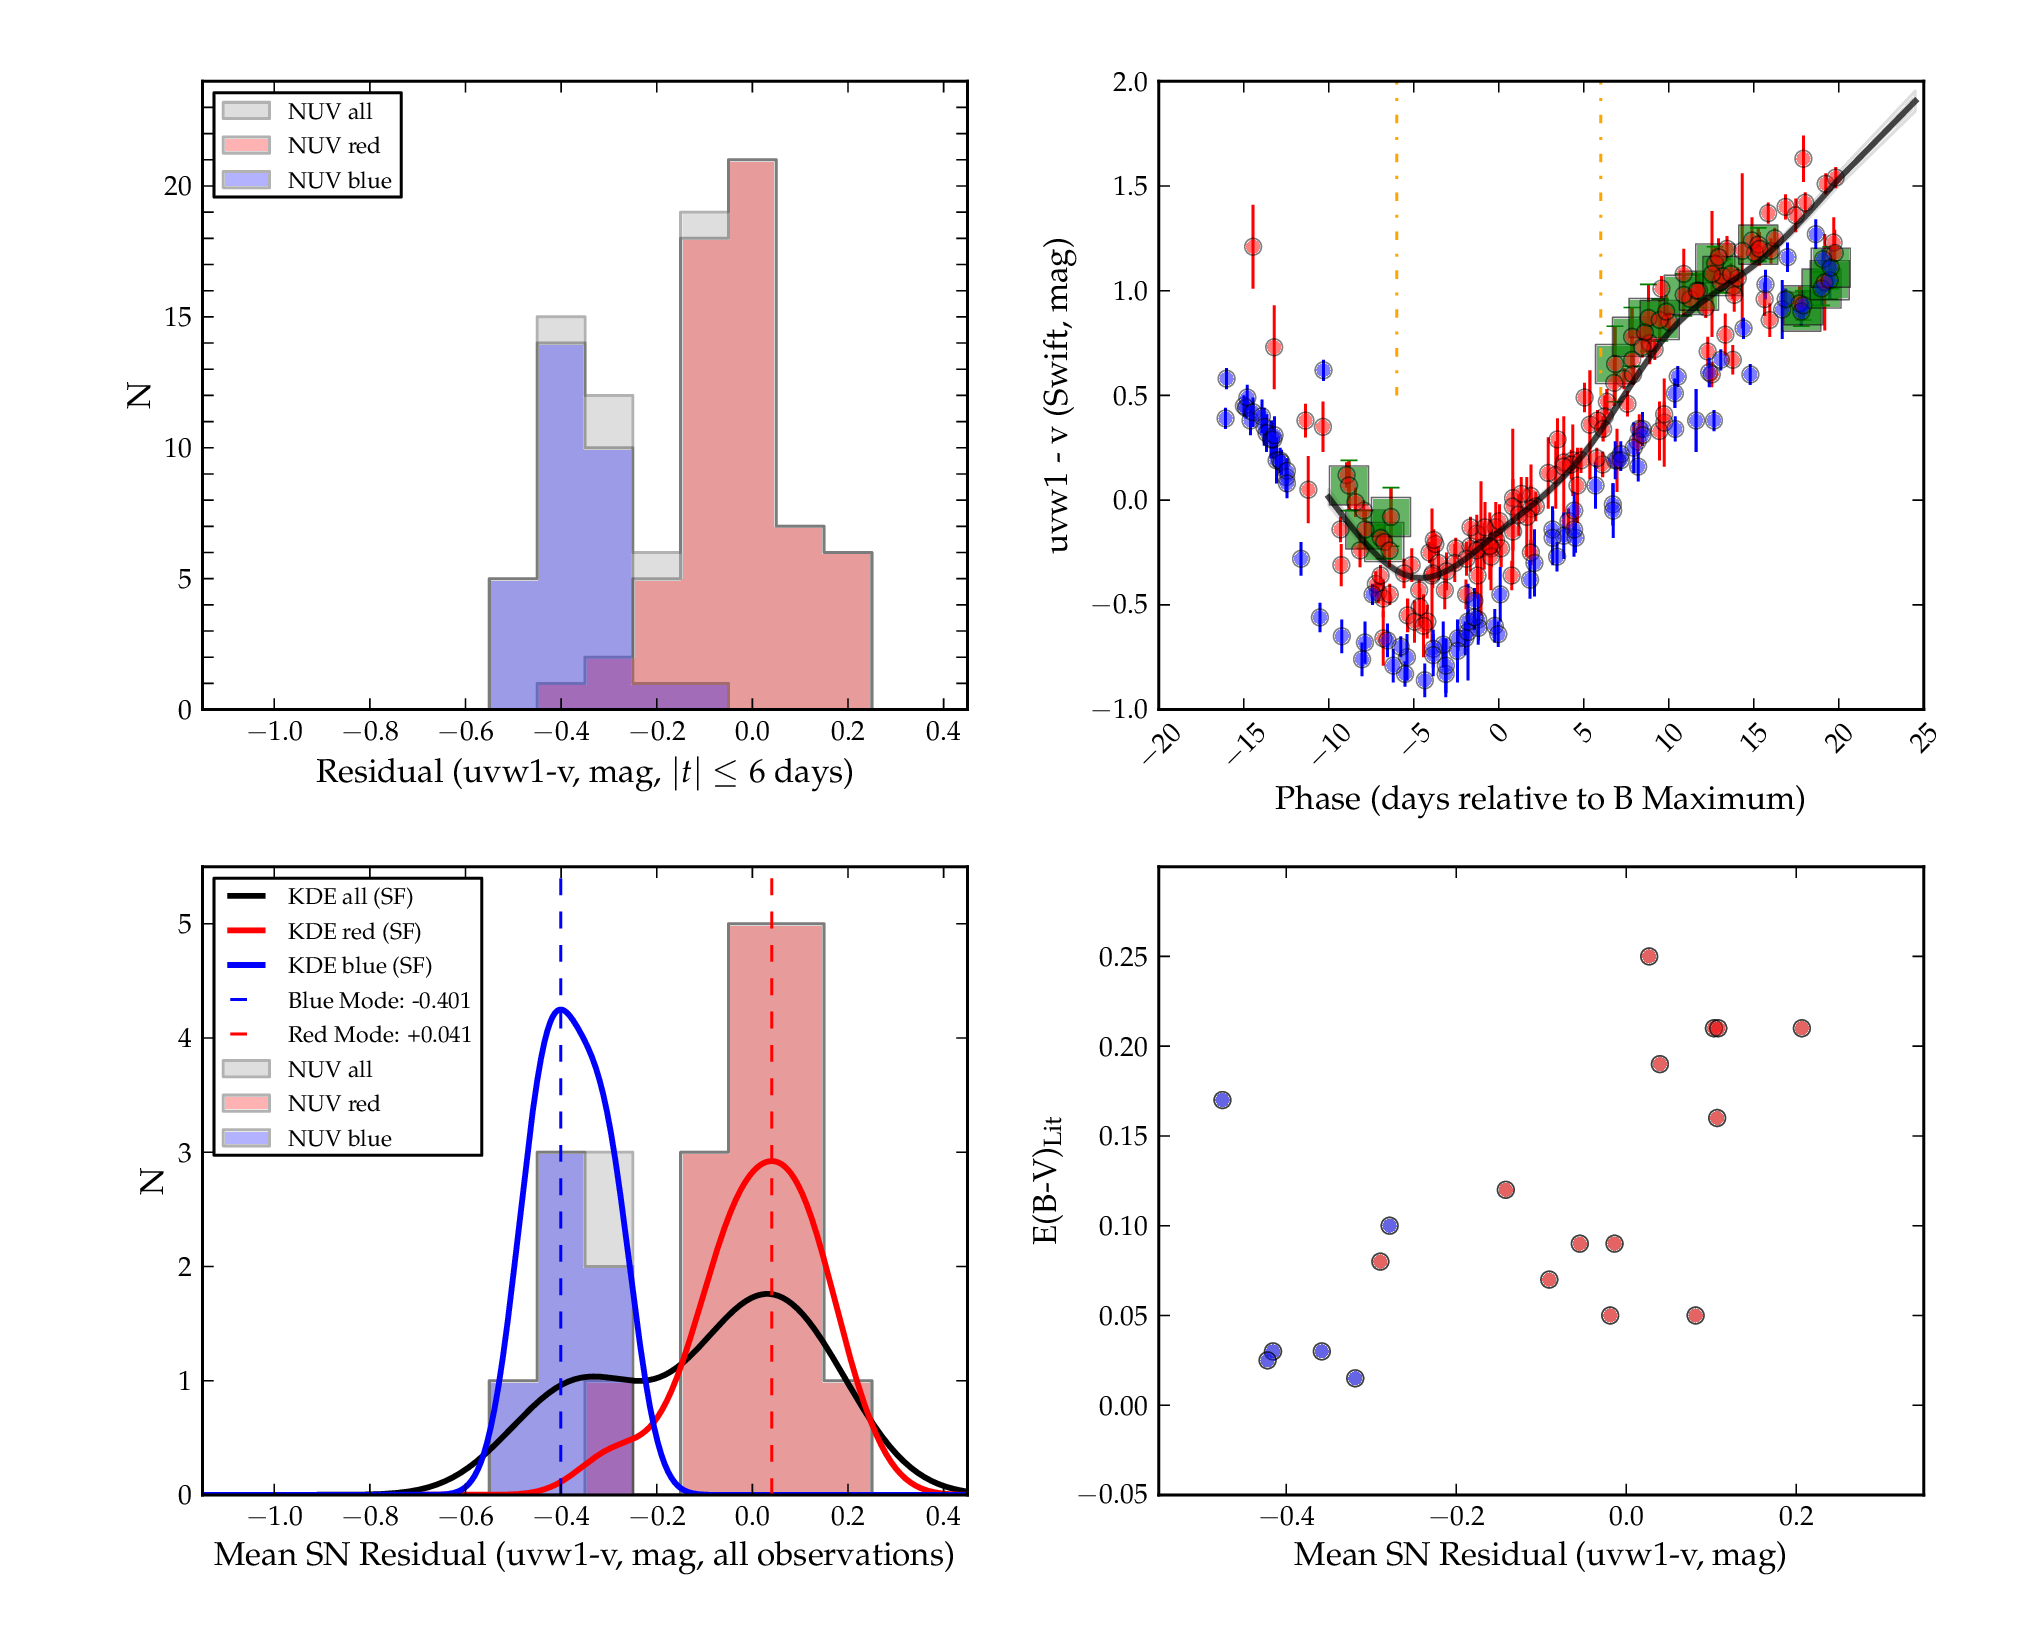 NUV all
NUV red
NUV blue
20
15
10
5
0
N
−1.0 −0.8 −0.6 −0.4 −0.2 0.0 0.2 0.4
Residual (uvw1-v, mag, |t| ≤ 6 days)
2.0
1.5
1.0
0.5
0.0
−0.5
−1.0
uvw1 - v (Swift, mag)
−20 −15 −10 −5 0 5 10 15 20 25
Phase (days relative to B Maximum)
KDE all (SF)
KDE red (SF)
KDE blue (SF)
Blue Mode: -0.401
Red Mode: +0.041
NUV all
NUV red
NUV blue
5
4
3
2
1
0
N
−1.0 −0.8 −0.6 −0.4 −0.2 0.0 0.2 0.4
Mean SN Residual (uvw1-v, mag, all observations)
0.25
0.20
0.15
0.10
0.05
0.00
−0.05
E(B-V)Lit
−0.4 −0.2 0.0 0.2
Mean SN Residual (uvw1-v, mag)